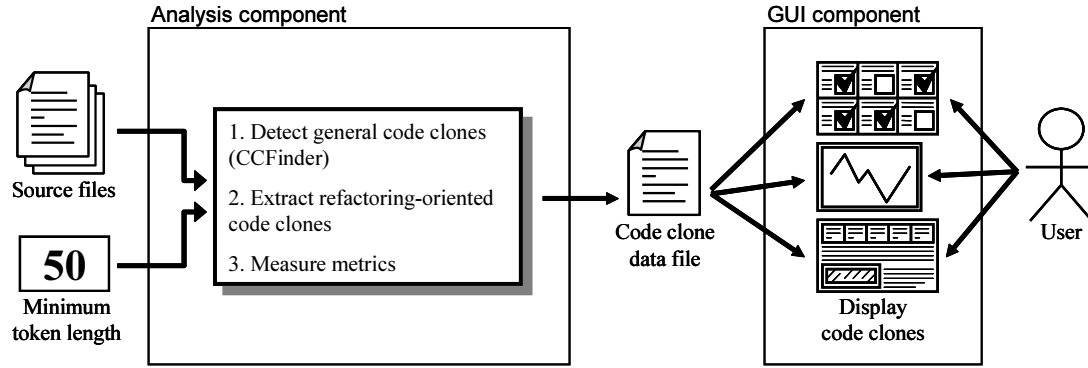 Analysis component
GUI component
1. Detect general code clones
(CCFinder)
2. Extract refactoring-oriented
code clones
3. Measure metrics
Source files
50
Minimum
token length
Code clone
data file
Display
code clones
User